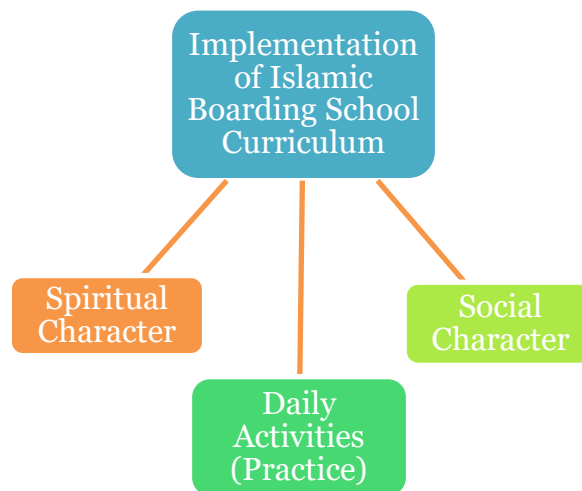 Implementation
of Islamic
Boarding School
Curriculum
Spiritual
Character
Social
Character
Daily
Activities
(Practice)